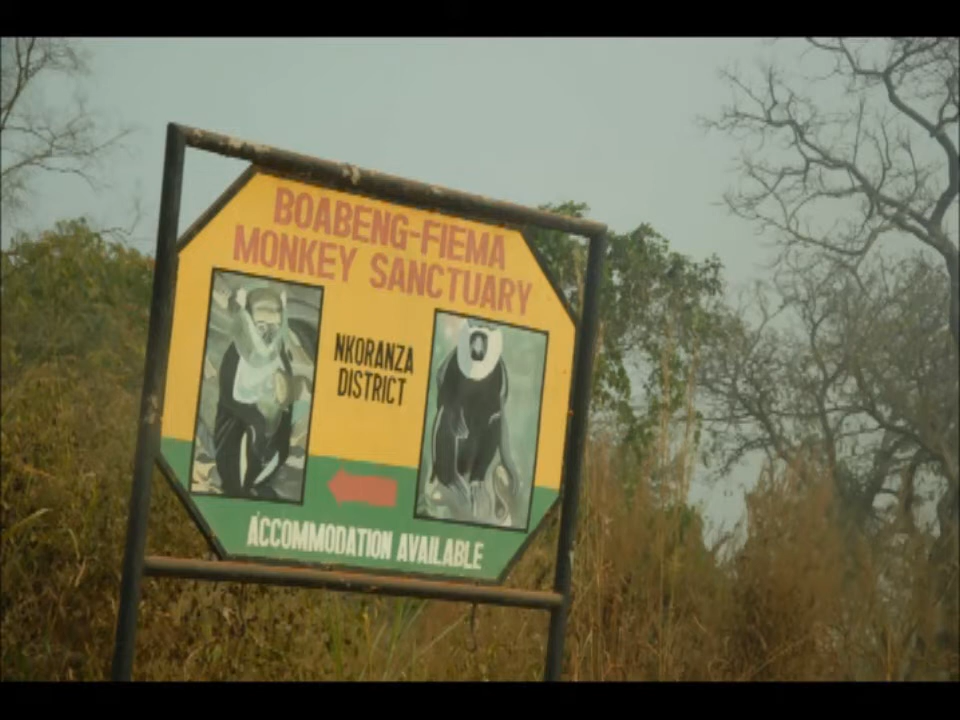 BOABENG-FIEMA
MONKEY SANCTUARY
NKORANZA
DISTRICT
ACCOMMODATION AVAILABLE